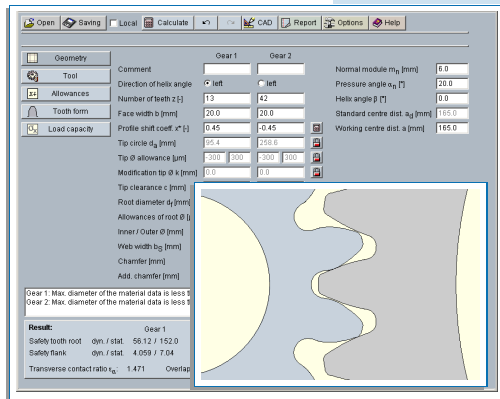 Open Saving Local Calculate CAD Report Options Help
Geometry
Tool
Allowances
Tooth form
Load capacity
Gear 1 Gear 2
Comment
Direction of helix angle left left
Number of teeth z [-] 13 42
Face width b [mm] 20.0 20.0
Profile shift coeff. x* [-] 0.45 -0.45
Tip circle da [mm] 95.4 258.6
Tip Ø allowance [µm] -300 300 -300 300
Modification tip Ø k [mm] 0.0 0.0
Tip clearance c [mm]
Root diameter df [mm]
Allowances of root Ø [
Inner / Outer Ø [mm]
Web width bS [mm]
Chamfer [mm]
Add. chamfer [mm]
Normal module mn [mm] 6.0
Pressure angle αn [°] 20.0
Helix angle β [°] 0.0
Standard centre dist. ad [mm] 165.0
Working centre dist. a [mm] 165.0
Gear 1: Max. diameter of the material data is less t
Gear 2: Max. diameter of the material data is less t
Result: Gear 1
Safety tooth root dyn. / stat. 56.12 / 152.0
Safety flank dyn. / stat. 4.059 / 7.04
Transverse contact ratio εα: 1.471 Overlap